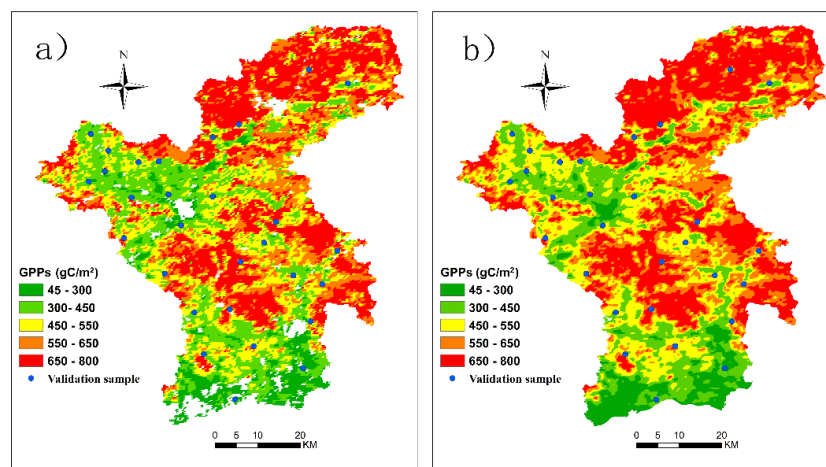 a)
N
GPPs (gC/m²)
45 - 300
300- 450
450 - 550
550 - 650
650 - 800
Validation sample
0 5 10 20
KM
b)
N
GPPs (gC/m²)
45 - 300
300 - 450
450 - 550
550 - 650
650 - 800
Validation sample
0 5 10 20
KM